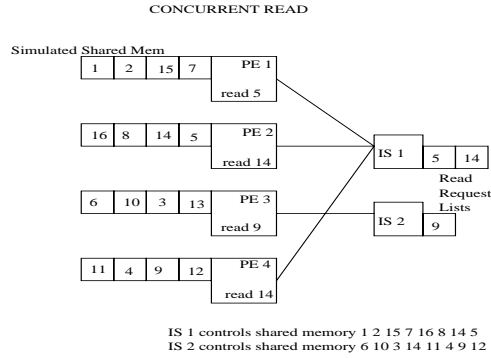 CONCURRENT READ
Simulated Shared Mem
1 2 15 7 PE 1
read 5
16 8 14 5 PE 2
read 14
IS 1 5 14
Read
Request
Lists
6 10 3 13 PE 3
read 9
IS 2 9
11 4 9 12 PE 4
read 14
IS 1 controls shared memory 1 2 15 7 16 8 14 5
IS 2 controls shared memory 6 10 3 14 11 4 9 12